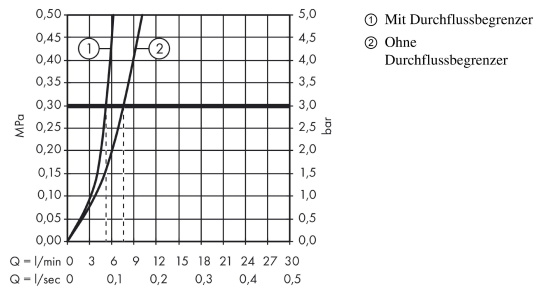 0,50 5,0
0,45 4,5
0,40 4,0
0,35 3,5
0,30 3,0
0,25 2,5
0,20 2,0
0,15 1,5
0,10 1,0
0,05 0,5
0,00 0,0
MPa
bar
1 2
Q = l/min 0 3 6 9 12 15 18 21 24 27 30
Q = l/sec 0 0,1 0,2 0,3 0,4 0,5
① Mit Durchflussbegrenzer
② Ohne
Durchflussbegrenzer